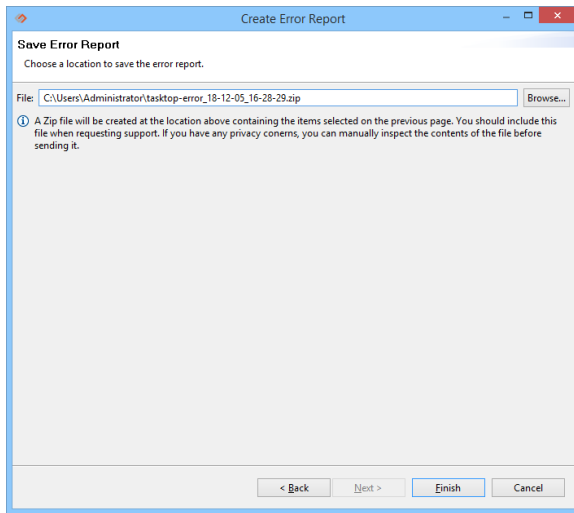 Create Error Report
Save Error Report
Choose a location to save the error report.
File: C:\Users\Administrator\tasktop-error_18-12-05_16-28-29.zip Browse...
A Zip file will be created at the location above containing the items selected on the previous page. You should include this
file when requesting support. If you have any privacy conerns, you can manually inspect the contents of the file before
sending it.
< Back Next > Finish Cancel